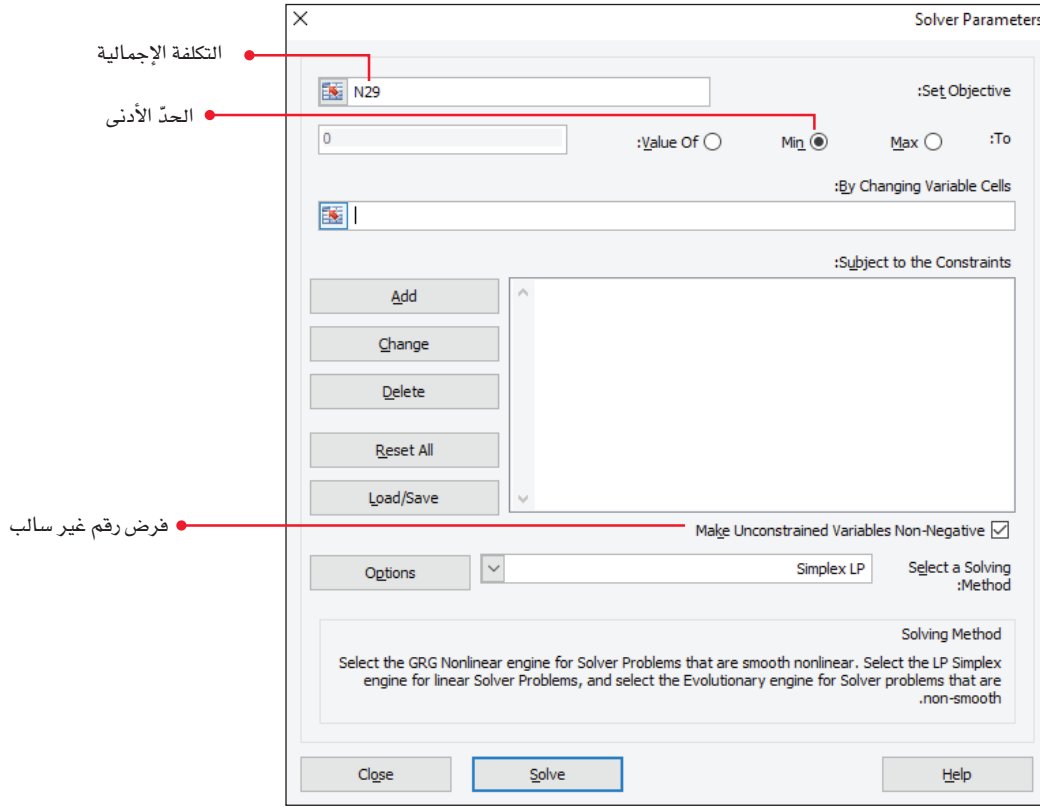 Solver Parameters
التكلفة الإجمالية
Set Objective:
N29
الحدّ الأدنى
To:
Max
Min
Value Of:
0
By Changing Variable Cells:
Subject to the Constraints:
Add
Change
Delete
Reset All
Load/Save
فرض رقم غير سالب
Make Unconstrained Variables Non-Negative
Select a Solving
Method:
Simplex LP
Options
Solving Method
Select the GRG Nonlinear engine for Solver Problems that are smooth nonlinear. Select the LP Simplex
engine for linear Solver Problems, and select the Evolutionary engine for Solver problems that are
non-smooth.
Help
Solve
Close